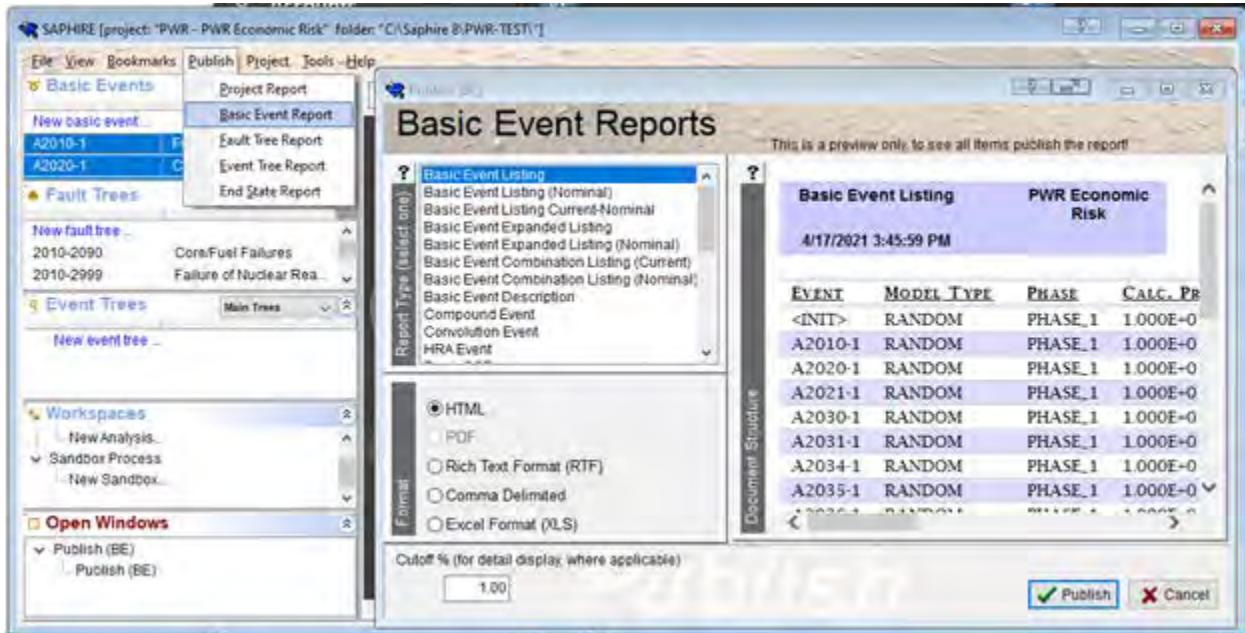 SAPHIRE [project: "PWR - PWR Economic Risk" folder: "C:\Saphire 8\PWR-TEST\"]
File View Bookmarks Publish Project Tools Help
Project Report
Basic Event Report
Fault Tree Report
Event Tree Report
End State Report
Basic Events
New basic event
A2010-1 F
A2020-1 C
Fault Trees
New fault tree ...
2010-2090 Core/Fuel Failures
2010-2999 Failure of Nuclear Rea...
Event Trees Main Trees
New event tree ...
Workspaces
New Analysis...
Sandbox Process
New Sandbox...
Open Windows
Publish (BE)
Publish (BE)
Publish (BE)
Basic Event Reports
This is a preview only, to see all items publish the report!
?
Report Type (select one)
Basic Event Listing
Basic Event Listing (Nominal)
Basic Event Listing Current-Nominal
Basic Event Expanded Listing
Basic Event Expanded Listing (Nominal)
Basic Event Combination Listing (Current)
Basic Event Combination Listing (Nominal)
Basic Event Description
Compound Event
Convolution Event
HRA Event
Format
HTML
PDF
Rich Text Format (RTF)
Comma Delimited
Excel Format (XLS)
?
Document Structure
Basic Event Listing PWR Economic
Risk
4/17/2021 3:45:59 PM
EVENT MODEL TYPE PHASE CALC. PR
<INIT> RANDOM PHASE_1 1.000E+0
A2010-1 RANDOM PHASE_1 1.000E+0
A2020-1 RANDOM PHASE_1 1.000E+0
A2021-1 RANDOM PHASE_1 1.000E+0
A2030-1 RANDOM PHASE_1 1.000E+0
A2031-1 RANDOM PHASE_1 1.000E+0
A2034-1 RANDOM PHASE_1 1.000E+0
A2035-1 RANDOM PHASE_1 1.000E+0
Cutoff % (for detail display, where applicable)
1.00
Publish Cancel